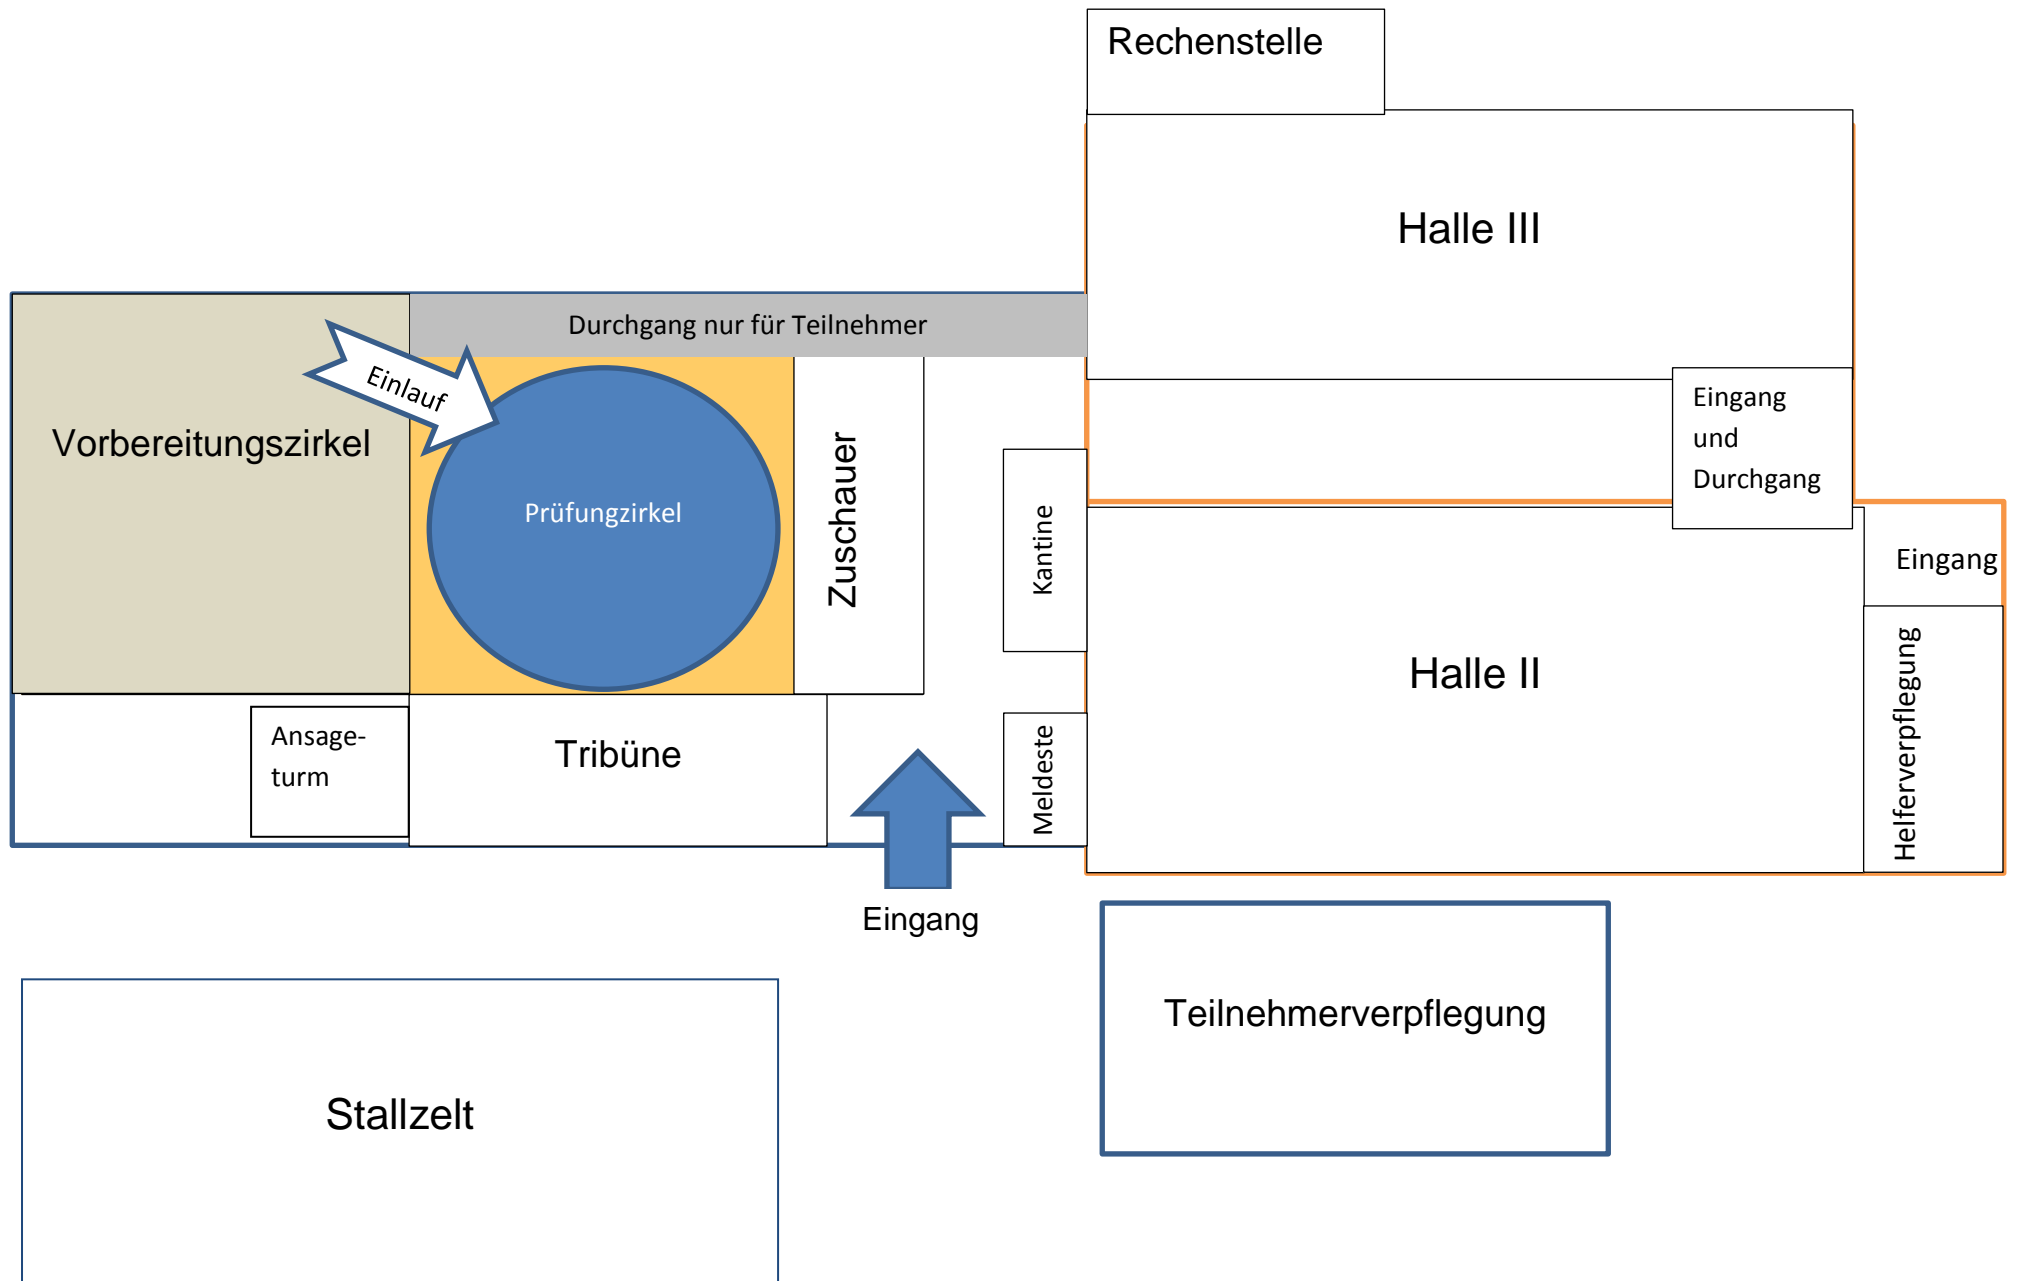 Rechenstelle
Halle III
Durchgang nur für Teilnehmer
Einlauf
Vorbereitungszirkel
Prüfungzirkel
Zuschauer
Kantine
Eingang
und
Durchgang
Eingang
Halle II
Helferverpflegung
Ansage-
turm
Tribüne
Meldeste
Eingang
Teilnehmerverpflegung
Stallzelt